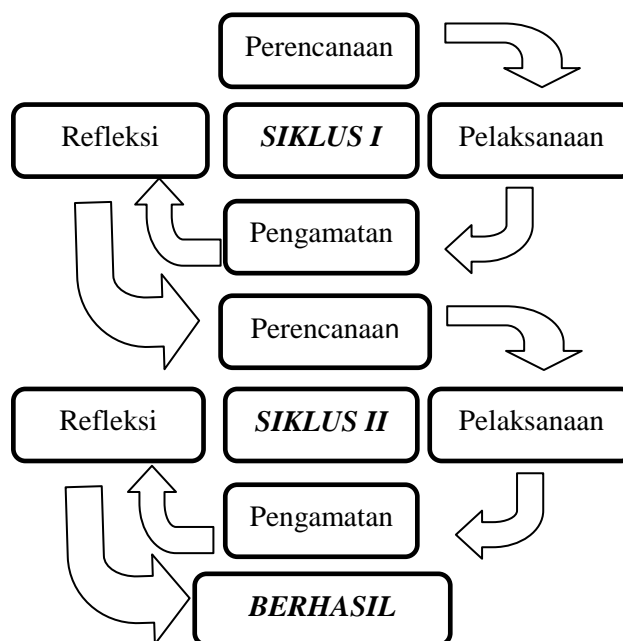 Perencanaan
Refleksi
SIKLUS I
Pelaksanaan
Pengamatan
Perencanaan
Refleksi
SIKLUS II
Pelaksanaan
Pengamatan
BERHASIL